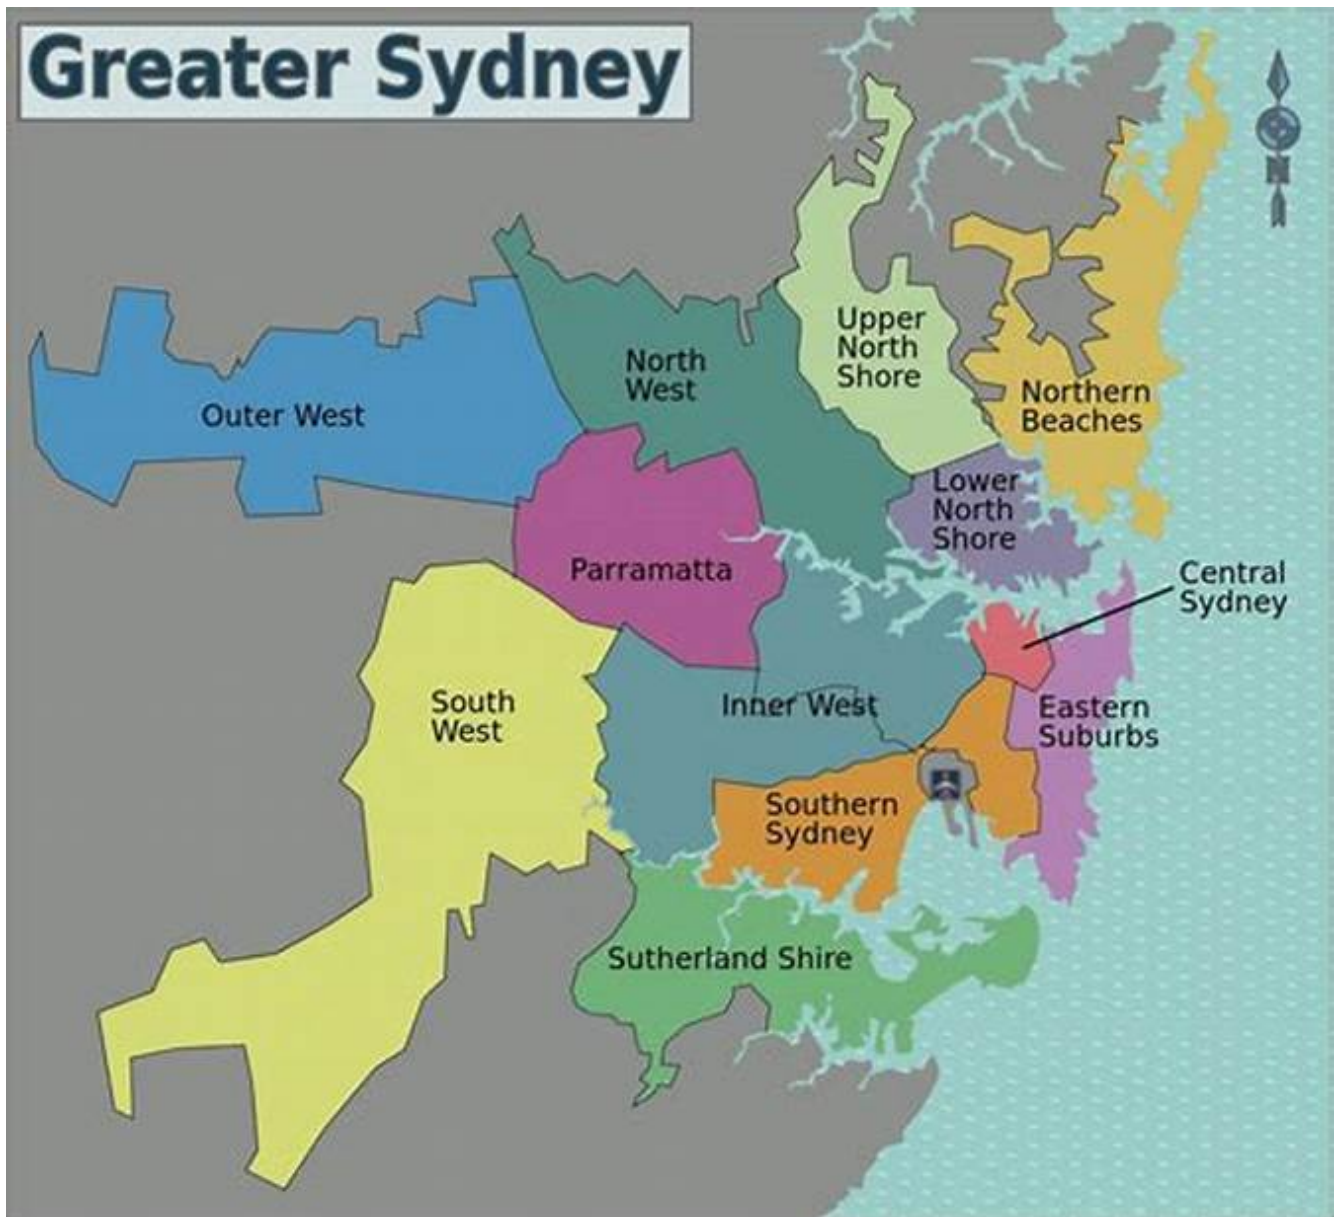 Greater Sydney
N
Upper
North
Shore
North
West
Northern
Beaches
Outer West
Lower
North
Shore
Parramatta
Central
Sydney
South
West
Inner West
Eastern
Suburbs
Southern
Sydney
Sutherland Shire